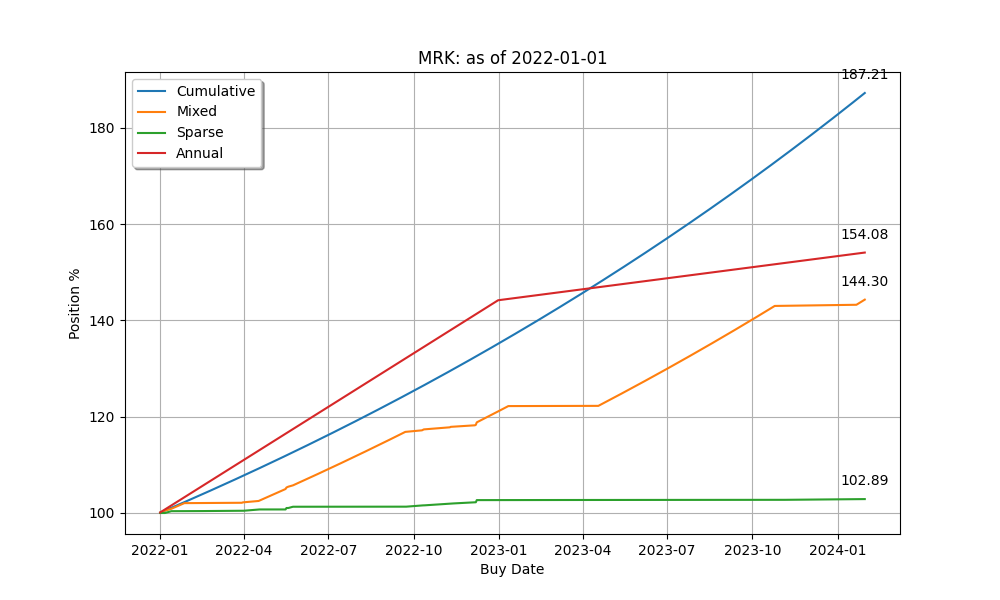 MRK: as of 2022-01-01
187.21
Cumulative
Mixed
Sparse
Annual
154.08
144.30
102.89
Position %
180
160
140
120
100
2022-01 2022-04 2022-07 2022-10 2023-01 2023-04 2023-07 2023-10 2024-01
Buy Date